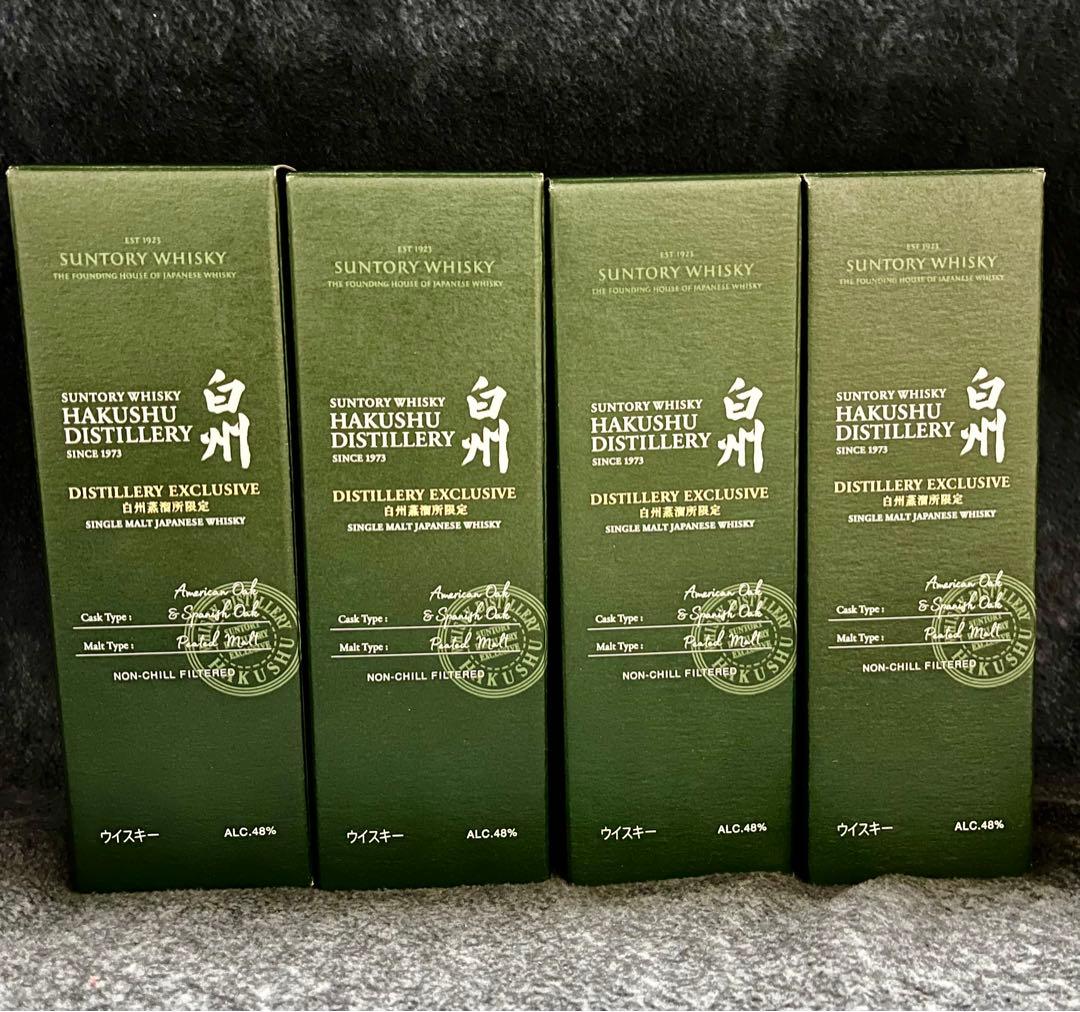 EST 1923
SUNTORY WHISKY
THE FOUNDING HOUSE OF JAPANESE WHISKY
SUNTORY WHISKY
HAKUSHU
DISTILLERY
SINCE 1973
白州
DISTILLERY EXCLUSIVE
白州蒸溜所限定
SINGLE MALT JAPANESE WHISKY
American Oak
Cask Type : & Spanish Oak
Malt Type : Peated Malt
NON-CHILL FILTERED
HAKUSHU
ウイスキー ALC.48%
EST 1923
SUNTORY WHISKY
THE FOUNDING HOUSE OF JAPANESE WHISKY
SUNTORY WHISKY
HAKUSHU
DISTILLERY
SINCE 1973
白州
DISTILLERY EXCLUSIVE
白州蒸溜所限定
SINGLE MALT JAPANESE WHISKY
American Oak
Cask Type : & Spanish Oak
Malt Type : Peated Malt
NON-CHILL FILTERED
HAKUSHU
ウイスキー ALC.48%
EST 1923
SUNTORY WHISKY
THE FOUNDING HOUSE OF JAPANESE WHISKY
SUNTORY WHISKY
HAKUSHU
DISTILLERY
SINCE 1973
白州
DISTILLERY EXCLUSIVE
白州蒸溜所限定
SINGLE MALT JAPANESE WHISKY
American Oak
Cask Type : & Spanish Oak
Malt Type : Peated Malt
NON-CHILL FILTERED
HAKUSHU
ウイスキー ALC.48%
EST 1923
SUNTORY WHISKY
THE FOUNDING HOUSE OF JAPANESE WHISKY
SUNTORY WHISKY
HAKUSHU
DISTILLERY
SINCE 1973
白州
DISTILLERY EXCLUSIVE
白州蒸溜所限定
SINGLE MALT JAPANESE WHISKY
American Oak
Cask Type : & Spanish Oak
Malt Type : Peated Malt
NON-CHILL FILTERED
HAKUSHU
ウイスキー ALC.48%